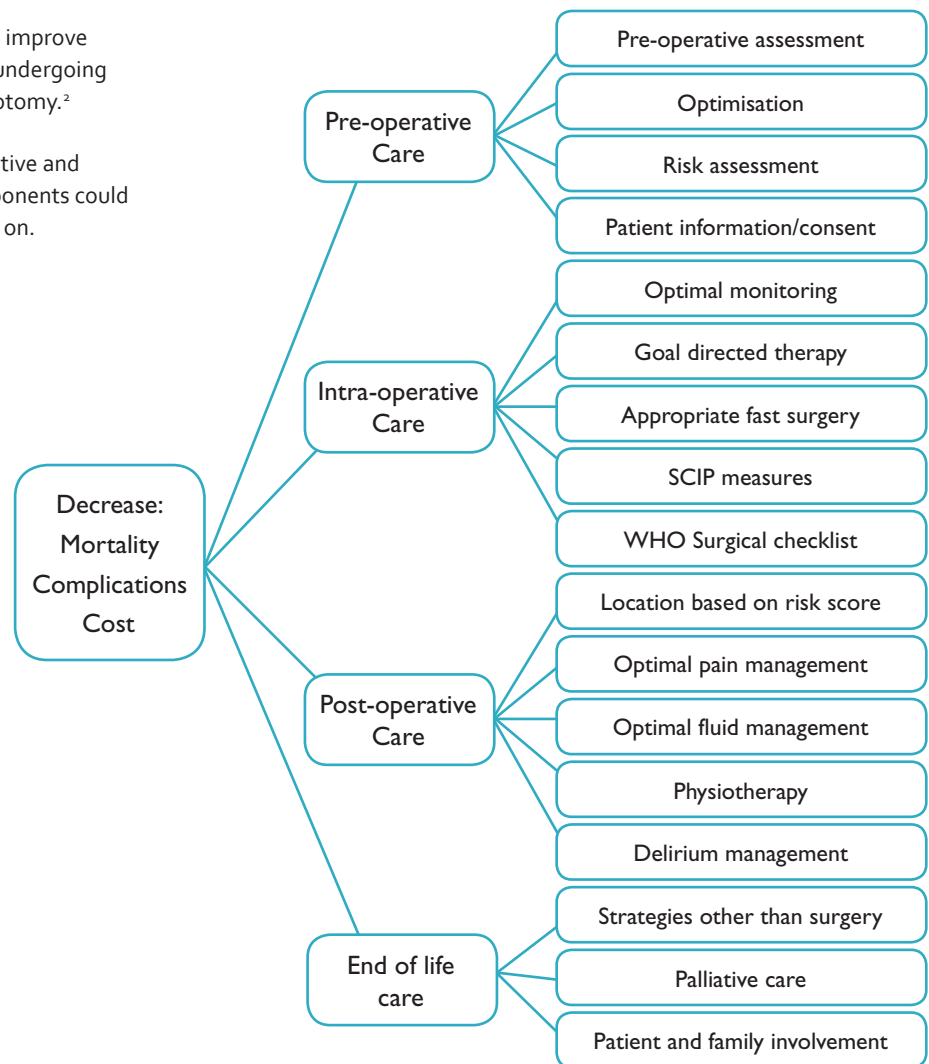 improve
undergoing
otomy.²
tive and
ponents could
on.
Decrease:
Mortality
Complications
Cost
Pre-operative
Care
Pre-operative assessment
Optimisation
Risk assessment
Patient information/consent
Intra-operative
Care
Optimal monitoring
Goal directed therapy
Appropriate fast surgery
SCIP measures
WHO Surgical checklist
Post-operative
Care
Location based on risk score
Optimal pain management
Optimal fluid management
Physiotherapy
Delirium management
End of life
care
Strategies other than surgery
Palliative care
Patient and family involvement